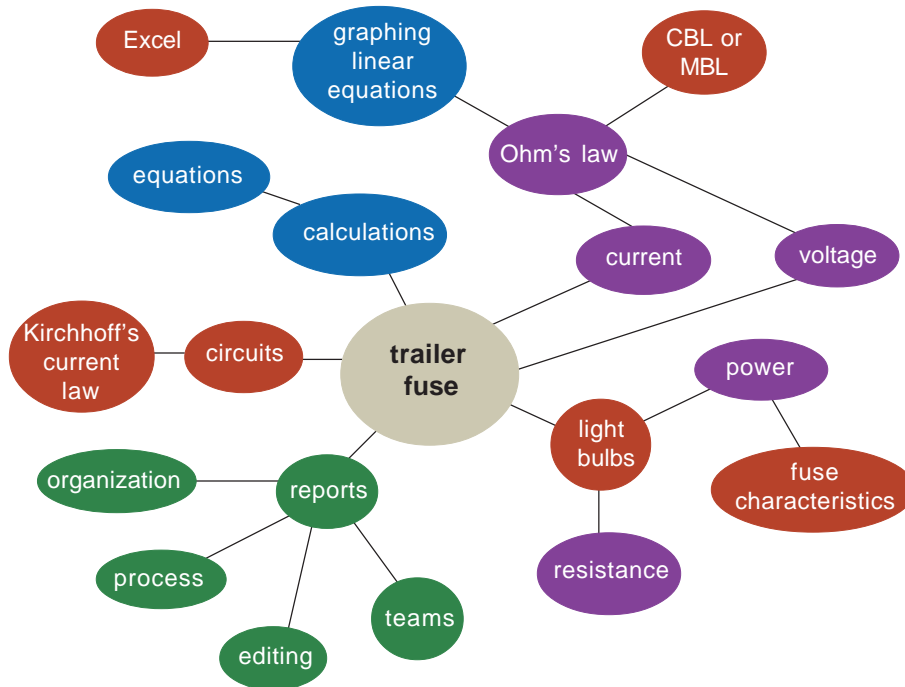 Excel
graphing
linear
equations
CBL or
MBL
Ohm's law
equations
calculations
current
voltage
Kirchhoff's
current
law
circuits
trailer
fuse
power
light
bulbs
fuse
characteristics
organization
reports
resistance
process
teams
editing